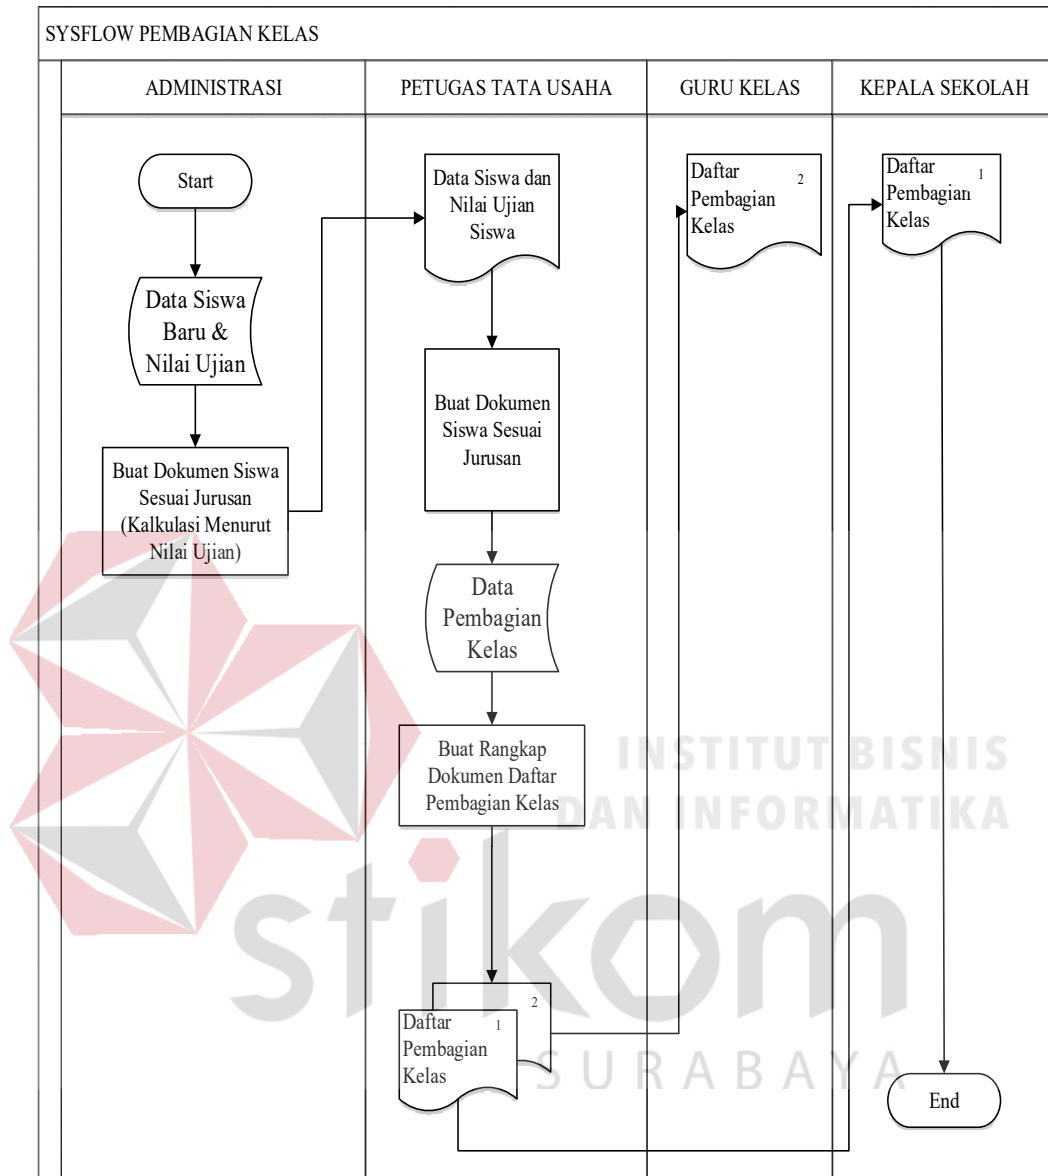 SYSFLOW PEMBAGIAN KELAS
ADMINISTRASI
PETUGAS TATA USAHA
GURU KELAS
KEPALA SEKOLAH
Start
Data Siswa
Baru &
Nilai Ujian
Buat Dokumen Siswa
Sesuai Jurusan
(Kalkulasi Menurut
Nilai Ujian)
Data Siswa dan
Nilai Ujian
Siswa
Buat Dokumen
Siswa Sesuai
Jurusan
Data
Pembagian
Kelas
Buat Rangkap
Dokumen Daftar
Pembagian Kelas
2
Daftar 1
Pembagian
Kelas
Daftar 2
Pembagian
Kelas
Daftar 1
Pembagian
Kelas
End
INSTITUT BISNIS
DAN INFORMATIKA
stikom
SURABAYA